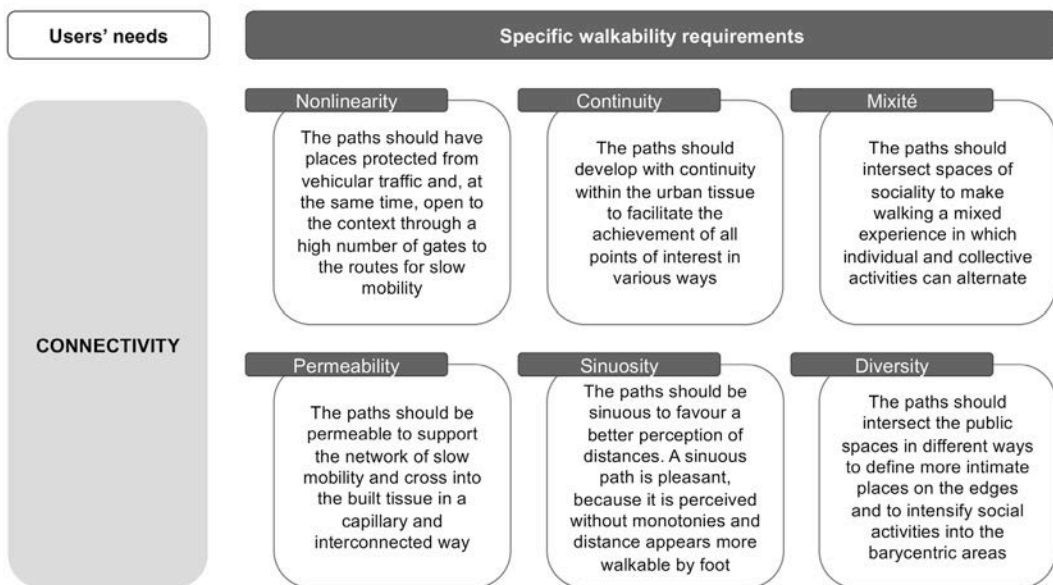 Users' needs
Specific walkability requirements
CONNECTIVITY
Nonlinearity
The paths should have
places protected from
vehicular traffic and, at
the same time, open to
the context through a
high number of gates to
the routes for slow
mobility
Continuity
The paths should
develop with continuity
within the urban tissue
to facilitate the
achievement of all
points of interest in
various ways
Mixité
The paths should
intersect spaces of
sociality to make
walking a mixed
experience in which
individual and collective
activities can alternate
Permeability
The paths should be
permeable to support
the network of slow
mobility and cross into
the built tissue in a
capillary and
interconnected way
Sinuosity
The paths should be
sinuous to favour a
better perception of
distances. A sinuous
path is pleasant,
because it is perceived
without monotonies and
distance appears more
walkable by foot
Diversity
The paths should
intersect the public
spaces in different ways
to define more intimate
places on the edges
and to intensify social
activities into the
barycentric areas